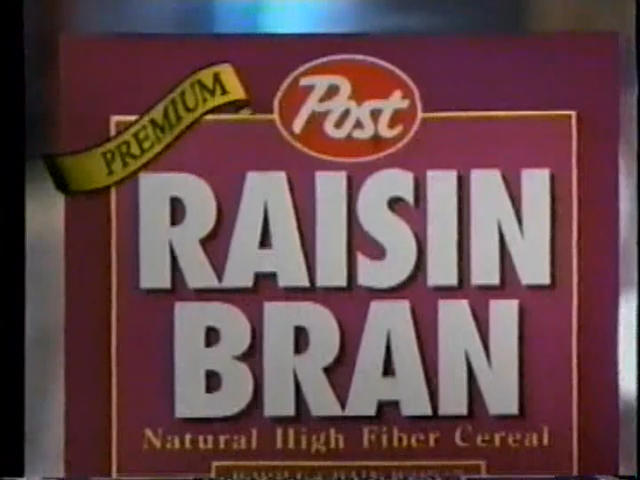 Post
PREMIUM
RAISIN
BRAN
Natural High Fiber Cereal